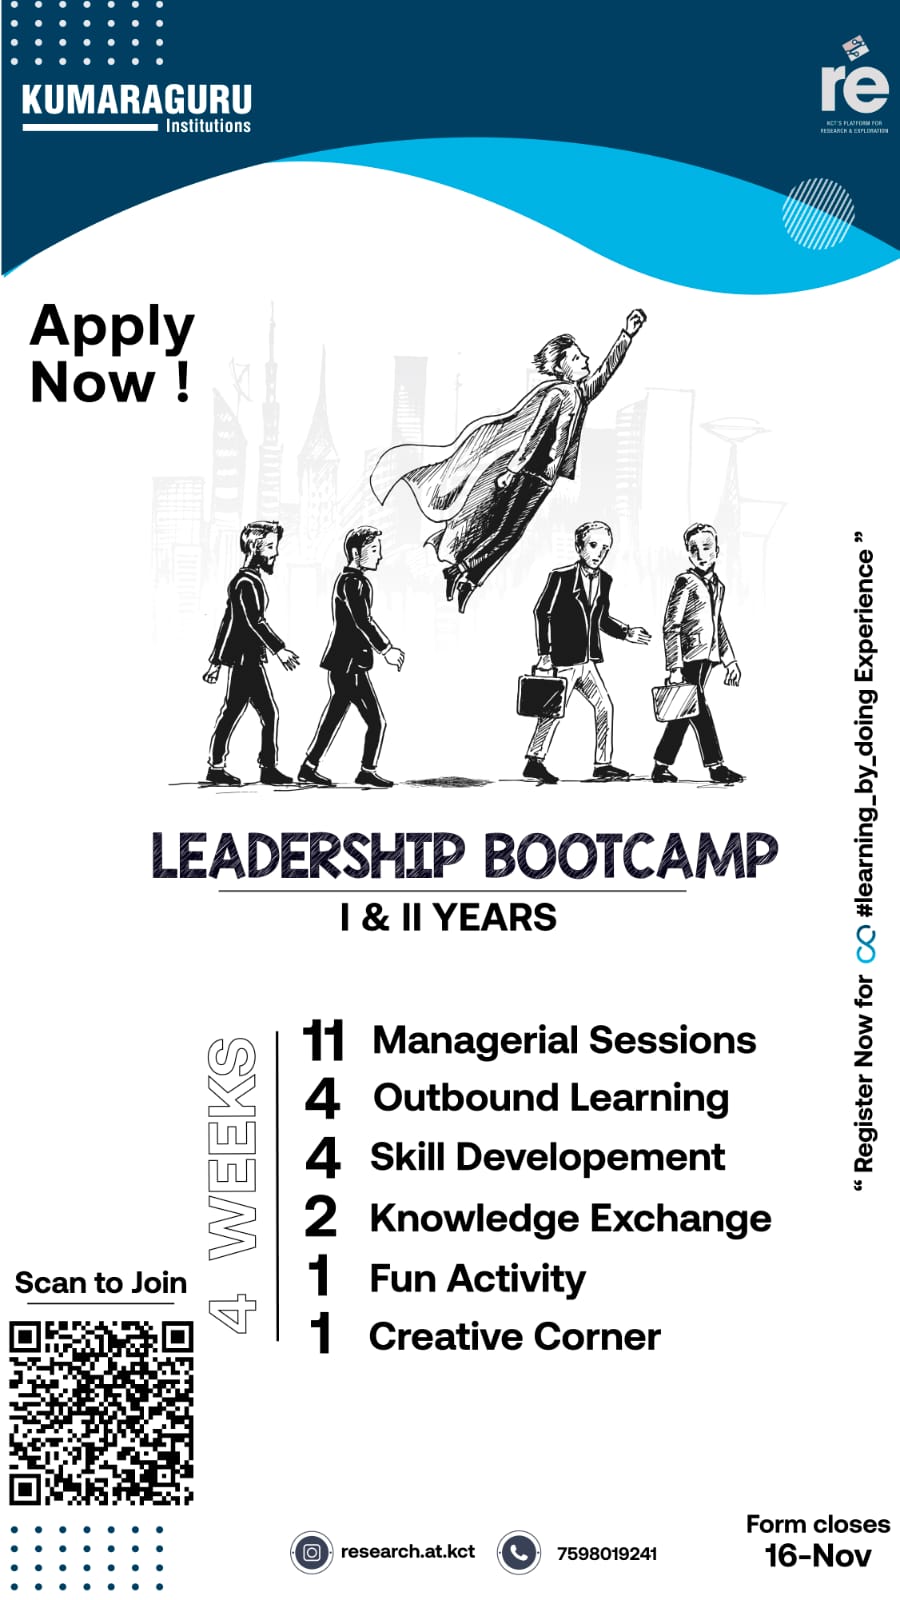 KUMARAGURU
Institutions
re
KCT'S PLATFORM FOR
RESEARCH & EXPLORATION
Apply
Now !
LEADERSHIP BOOTCAMP
I & II YEARS
“ Register Now for #learning_by_doing Experience ”
4 WEEKS
11 Managerial Sessions
4 Outbound Learning
4 Skill Developement
2 Knowledge Exchange
1 Fun Activity
1 Creative Corner
Scan to Join
research.at.kct
7598019241
Form closes
16-Nov